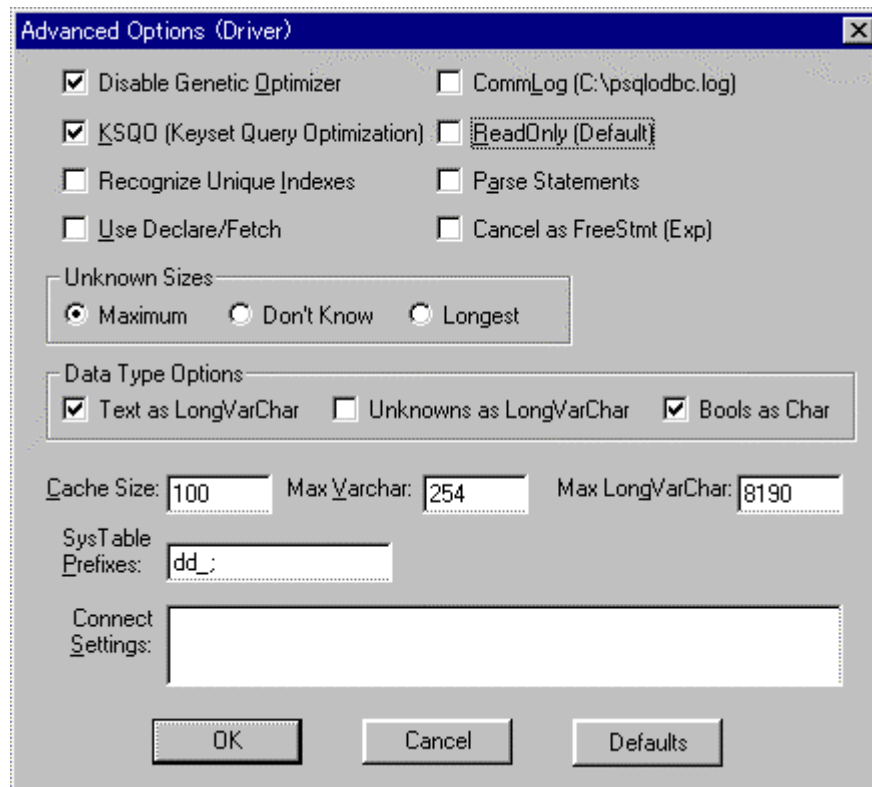 Advanced Options (Driver)
Disable Genetic Optimizer
CommLog (C:\psqlodbc.log)
KSQO (Keyset Query Optimization)
ReadOnly (Default)
Recognize Unique Indexes
Parse Statements
Use Declare/Fetch
Cancel as FreeStmt (Exp)
Unknown Sizes
Maximum
Don't Know
Longest
Data Type Options
Text as LongVarChar
Unknowns as LongVarChar
Bools as Char
Cache Size: 100
Max Varchar: 254
Max LongVarChar: 8190
SysTable
Prefixes: dd_;
Connect
Settings:
OK
Cancel
Defaults